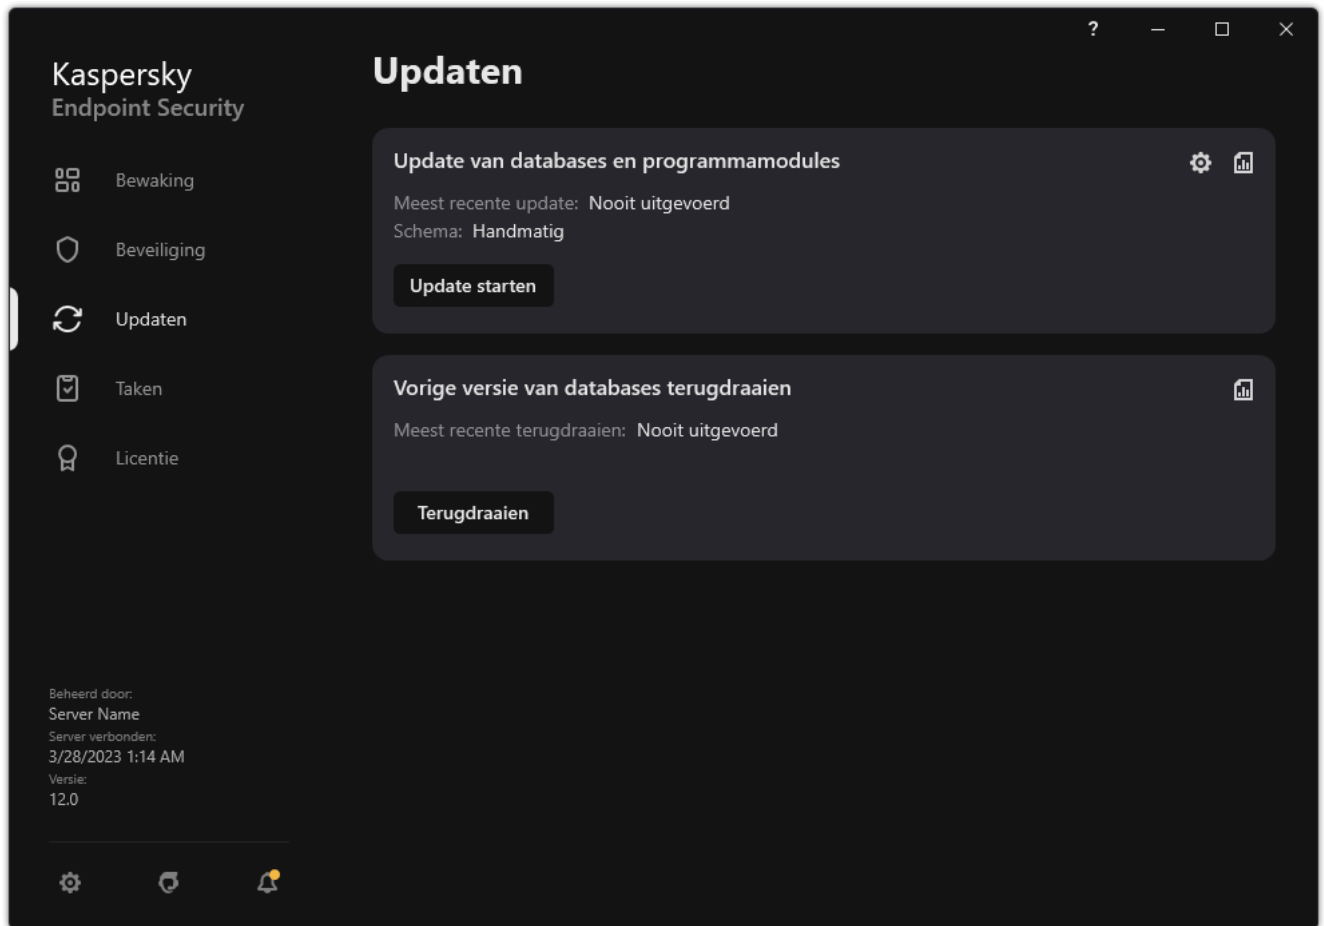 ?
Kaspersky
Endpoint Security
Bewaking
Beveiliging
Updaten
Taken
Licentie
Beheerd door:
Server Name
Server verbonden:
3/28/2023 1:14 AM
Versie:
12.0
Updaten
Update van databases en programmamodules
Meest recente update: Nooit uitgevoerd
Schema: Handmatig
Update starten
Vorige versie van databases terugdraaien
Meest recente terugdraaien: Nooit uitgevoerd
Terugdraaien